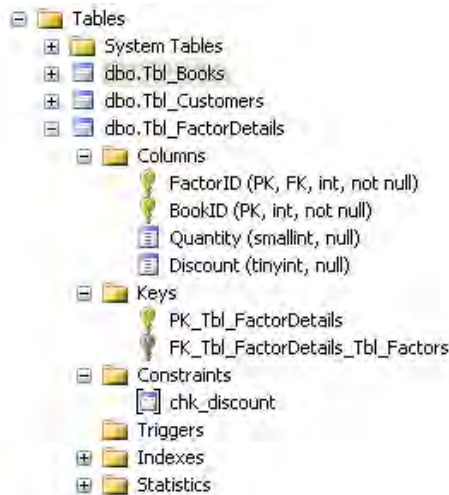 Tables
System Tables
dbo.Tbl_Books
dbo.Tbl_Customers
dbo.Tbl_FactorDetails
Columns
FactorID (PK, FK, int, not null)
BookID (PK, int, not null)
Quantity (smallint, null)
Discount (tinyint, null)
Keys
PK_Tbl_FactorDetails
FK_Tbl_FactorDetails_Tbl_Factors
Constraints
chk_discount
Triggers
Indexes
Statistics